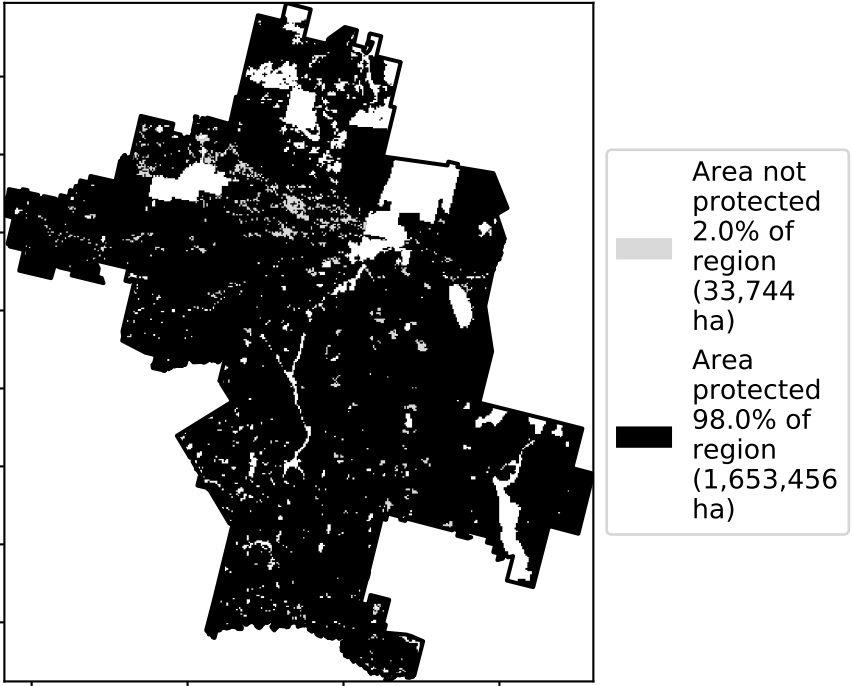 Area not
protected
2.0% of
region
(33,744
ha)
Area
protected
98.0% of
region
(1,653,456
ha)